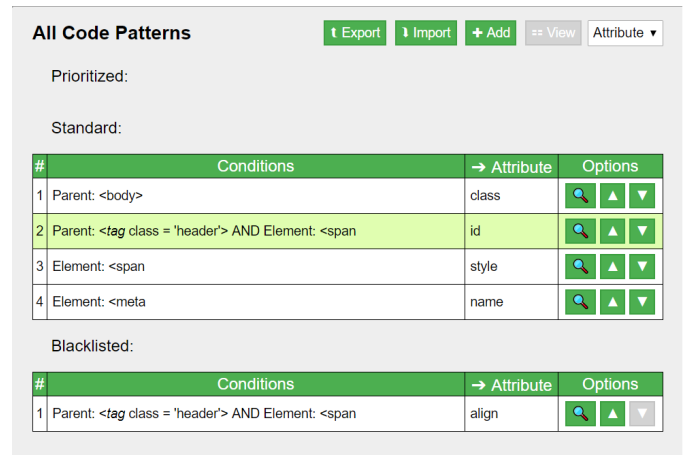 All Code Patterns
Export
Import
+ Add
View
Attribute ▾
Prioritized:
Standard:
# Conditions ➔ Attribute Options
1 Parent: <body> class
2 Parent: <tag class = 'header'> AND Element: <span id
3 Element: <span style
4 Element: <meta name
Blacklisted:
# Conditions ➔ Attribute Options
1 Parent: <tag class = 'header'> AND Element: <span align